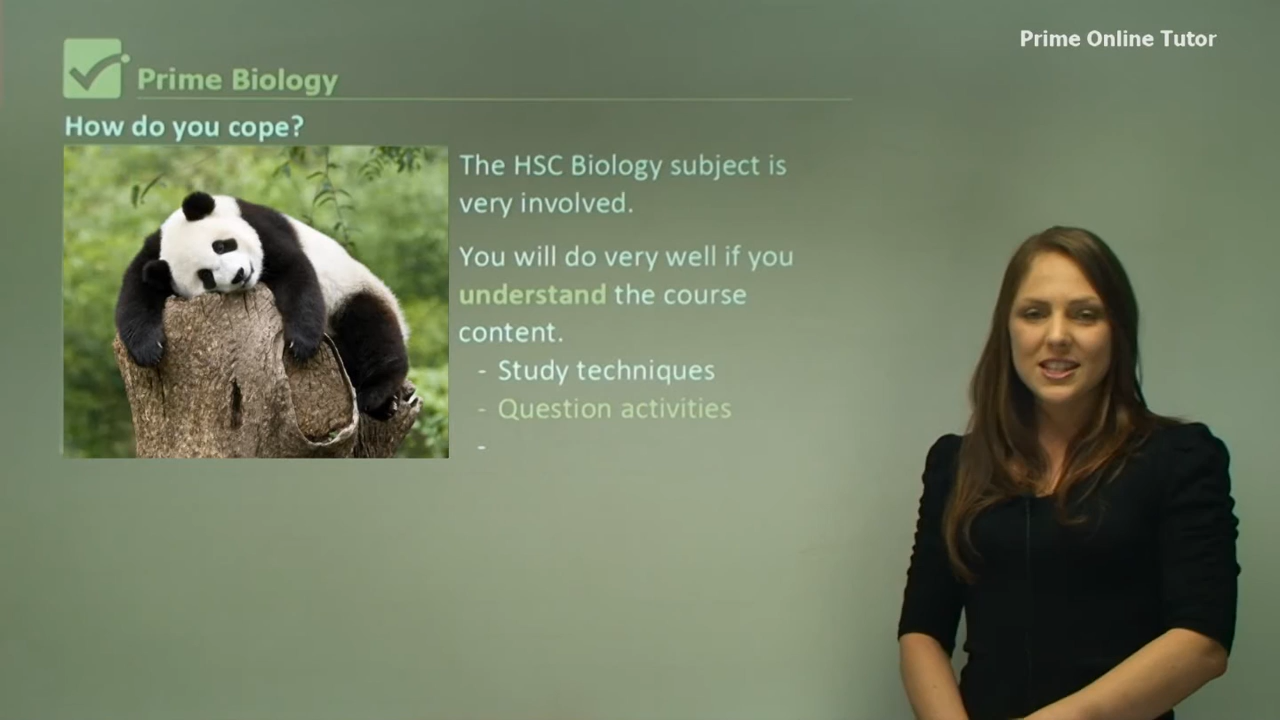 Prime Online Tutor
Prime Biology
How do you cope?
The HSC Biology subject is
very involved.
You will do very well if you
understand the course
content.
- Study techniques
- Question activities
-